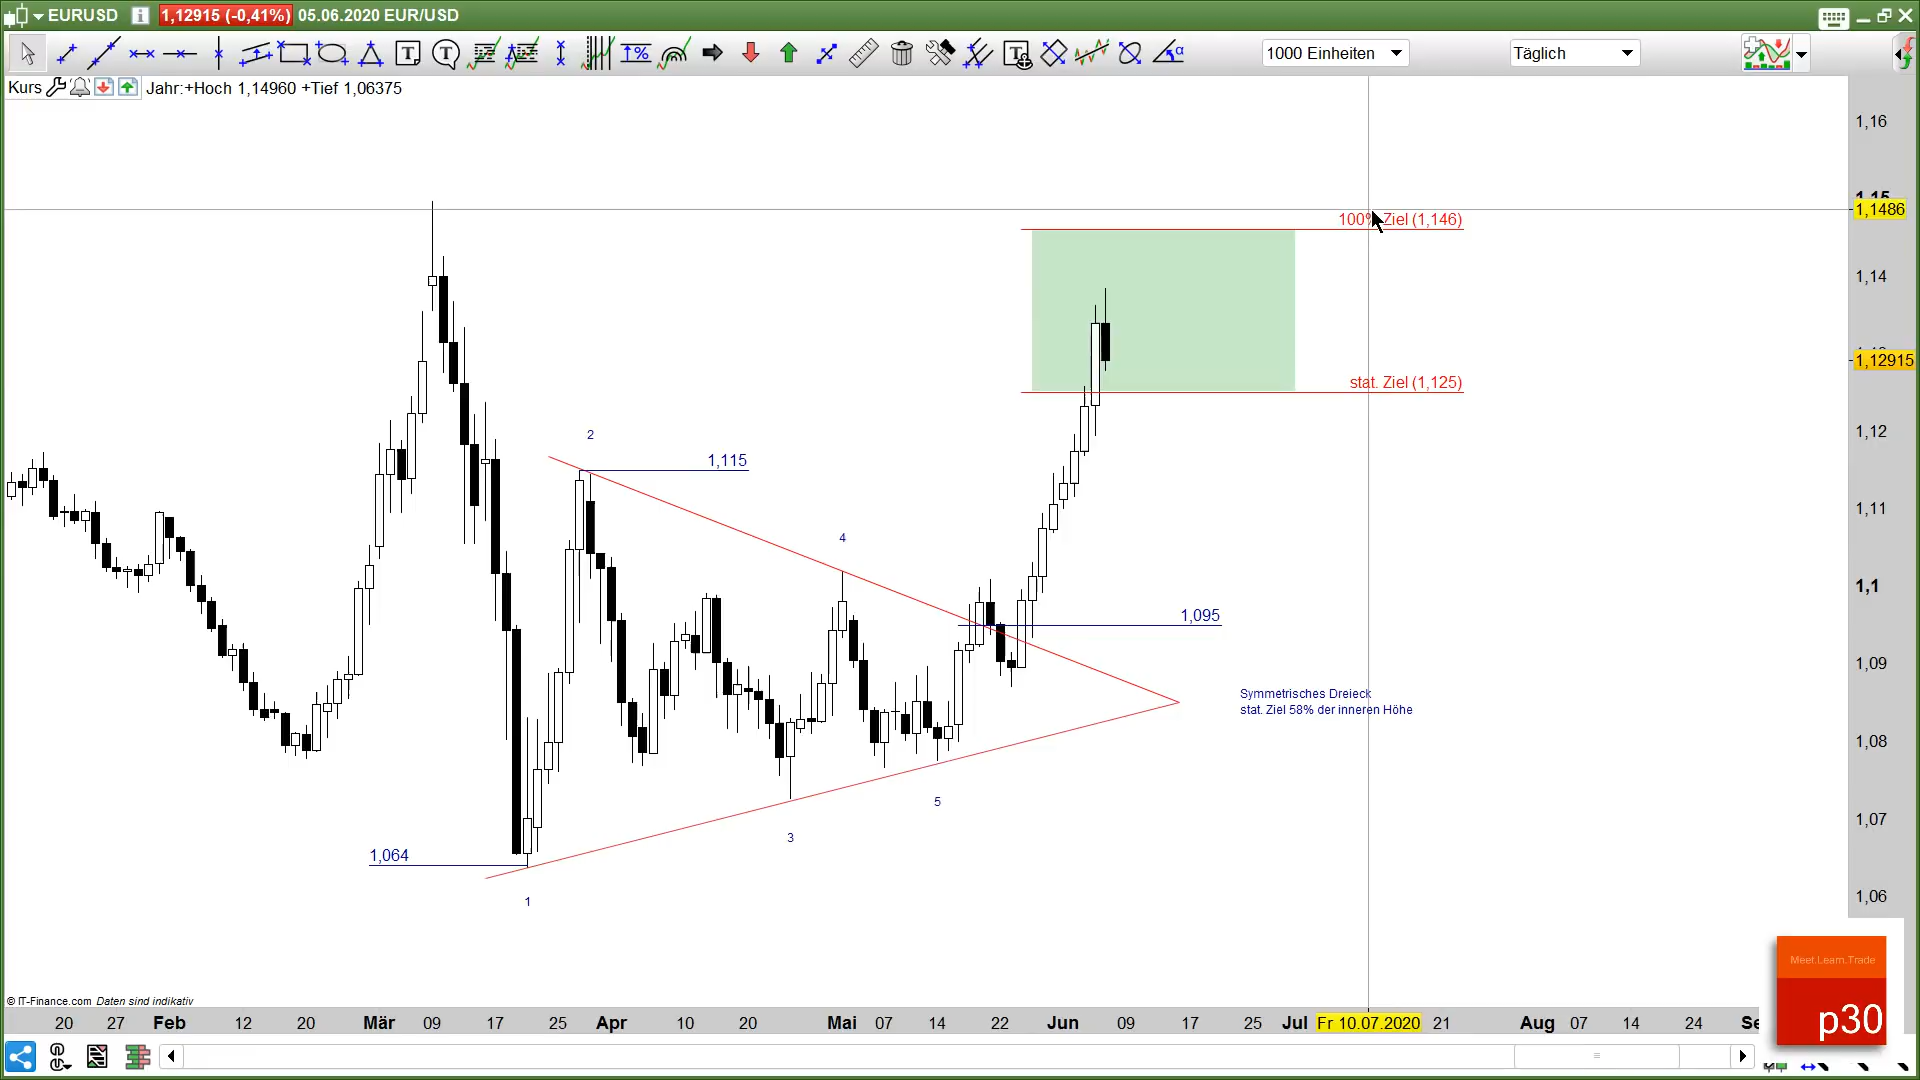 EURUSD 1,12915 (-0,41%) 05.06.2020 EUR/USD
1000 Einheiten Täglich
Kurs Jahr:+Hoch 1,14960 +Tief 1,06375
1,16
1,15
1,1486
100% Ziel (1,146)
1,14
1,12915
stat. Ziel (1,125)
2
1,12
1,115
1,11
4
1,1
1,095
1,09
Symmetrisches Dreieck
stat. Ziel 58% der inneren Höhe
1,08
5
1,07
3
1,064
1
1,06
Meet.Learn.Trade
p30
© IT-Finance.com Daten sind indikativ
20 27 Feb 12 20 Mär 09 17 25 Apr 10 20 Mai 07 14 22 Jun 09 17 25 Jul Fr 10.07.2020 21 Aug 07 14 24